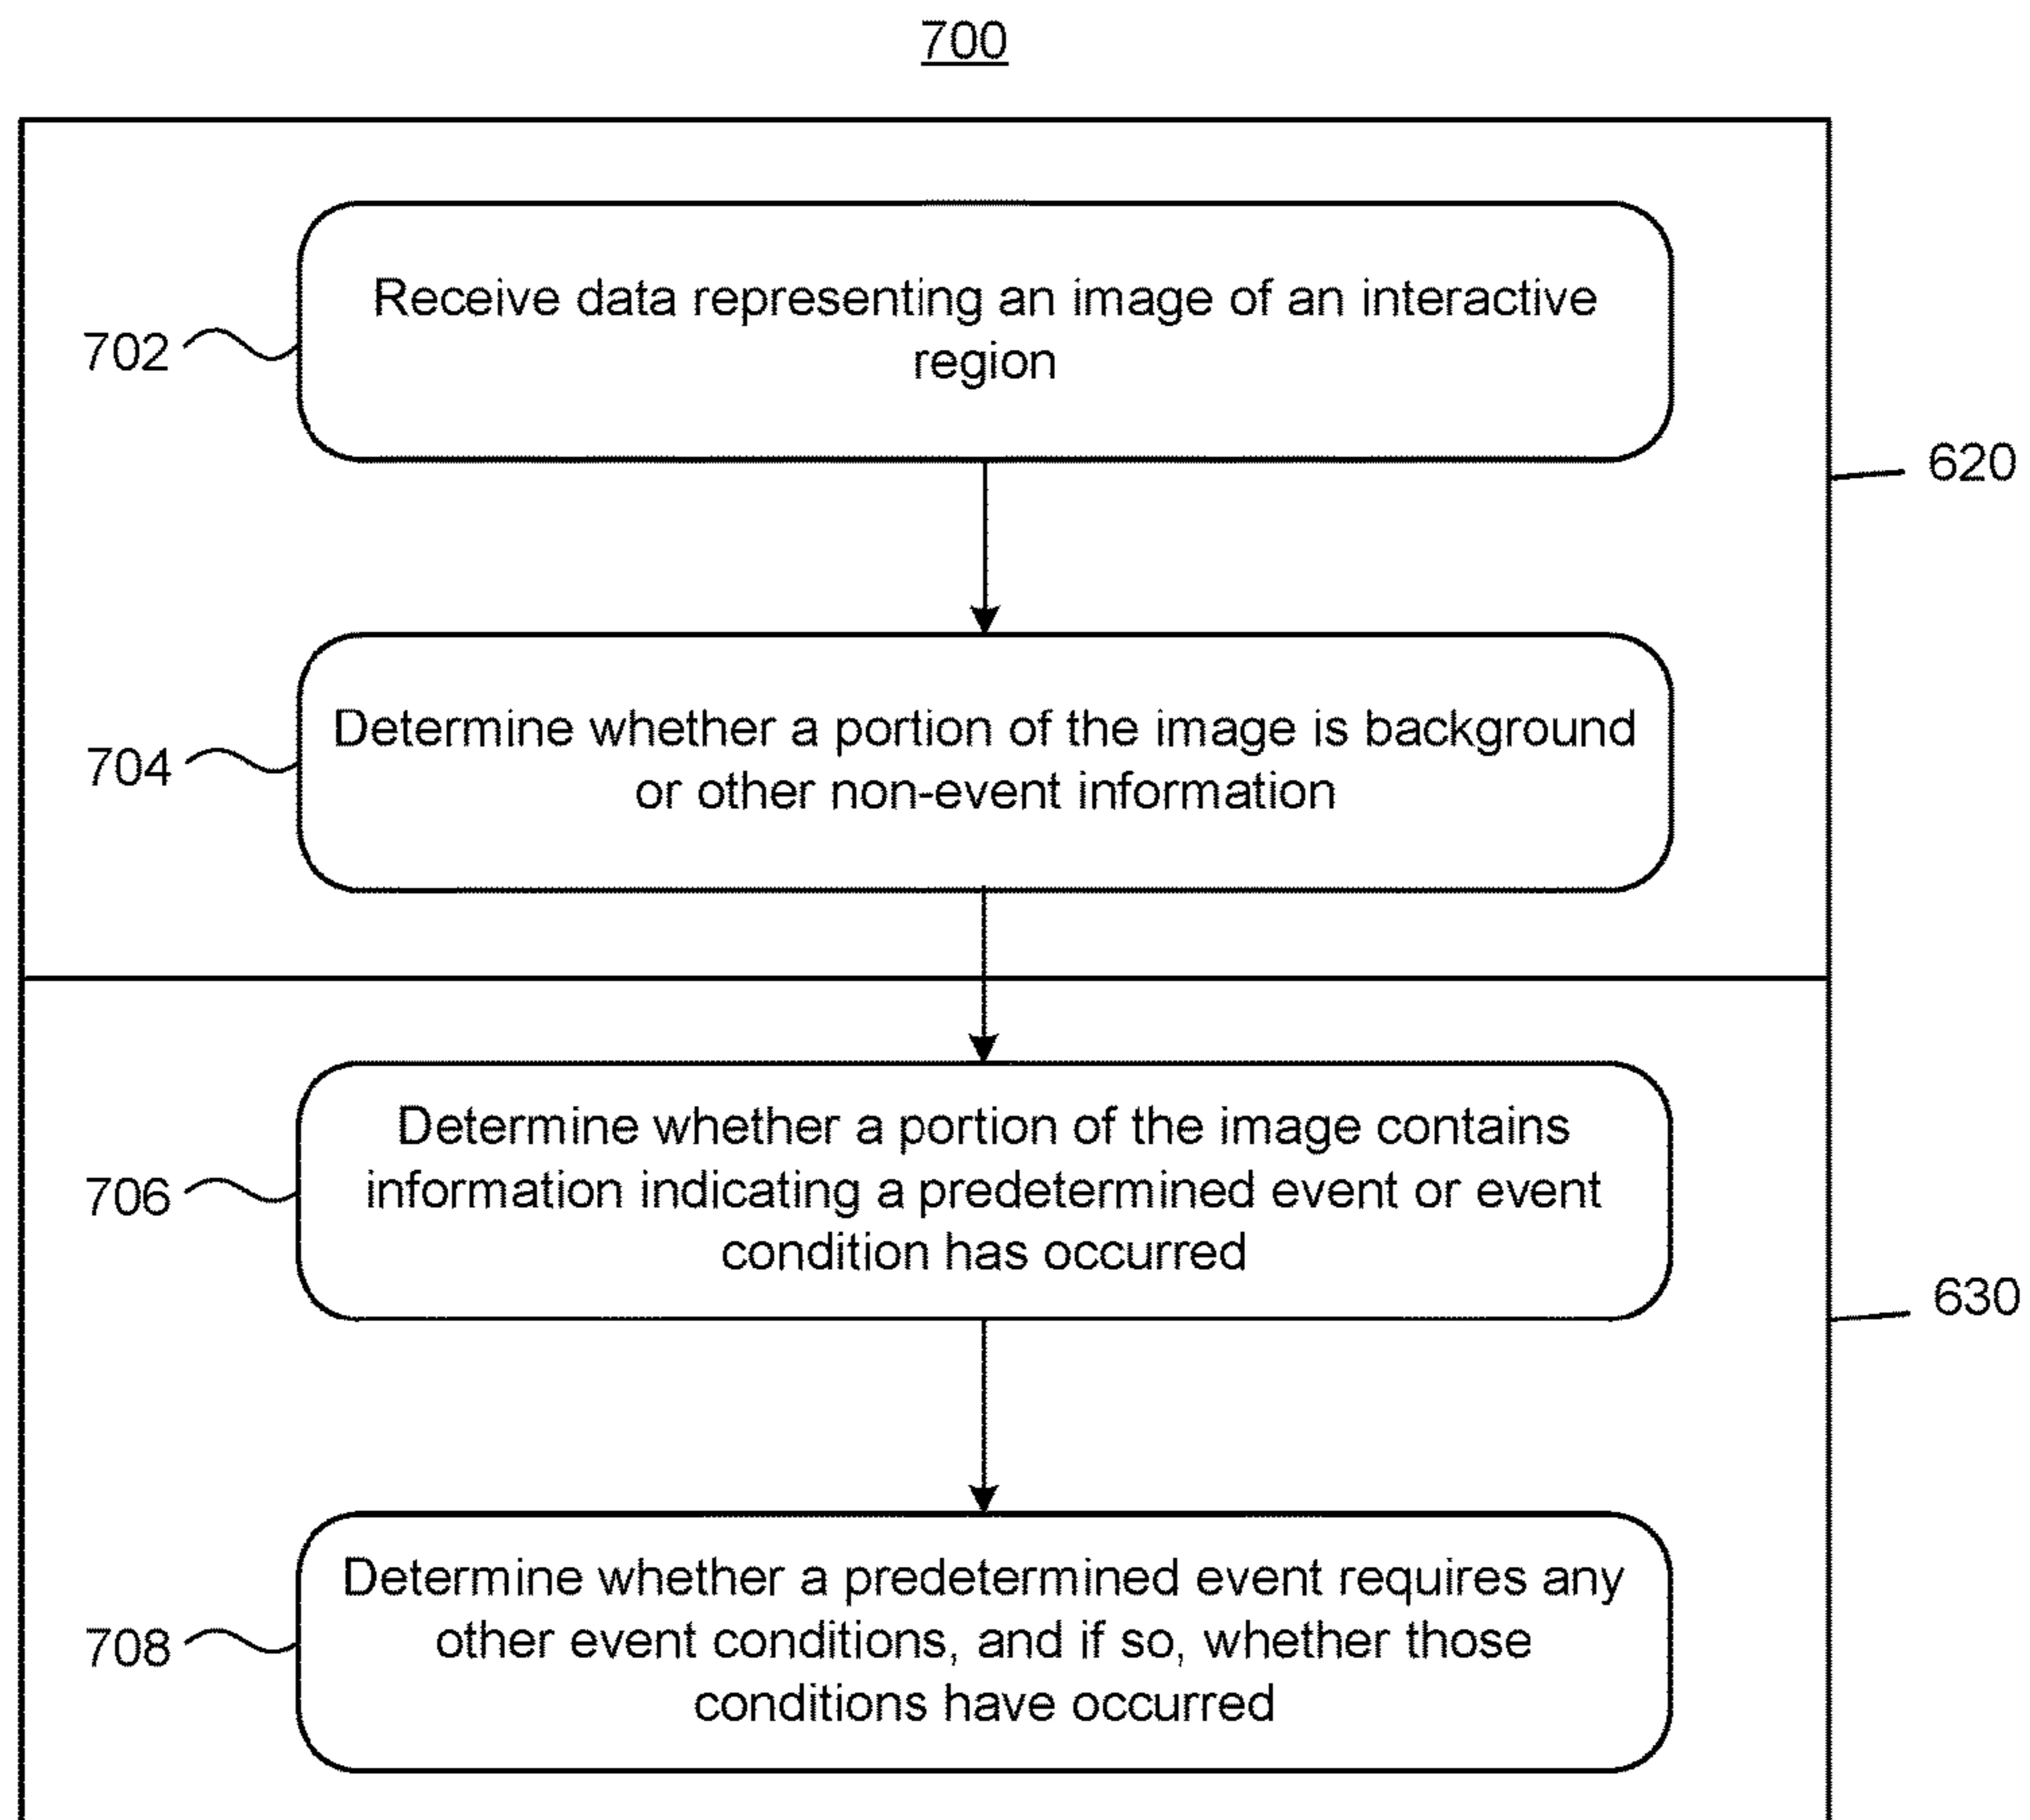 700
Receive data representing an image of an interactive
region
702
620
Determine whether a portion of the image is background
or other non-event information
704
Determine whether a portion of the image contains
information indicating a predetermined event or event
condition has occurred
706
630
Determine whether a predetermined event requires any
other event conditions, and if so, whether those
conditions have occurred
708